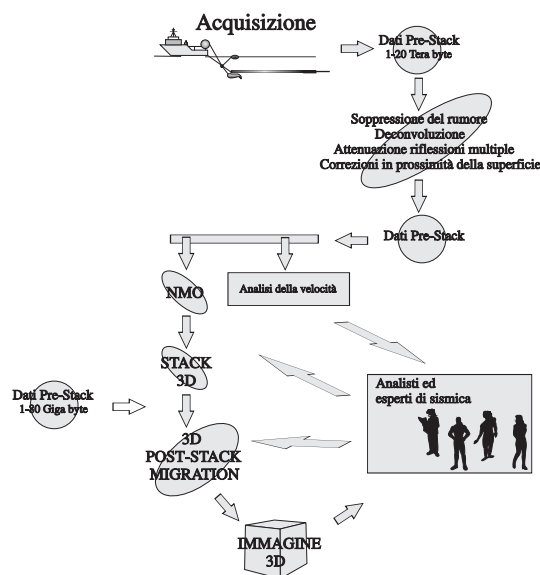 Acquisizione
Dati Pre-Stack
1-20 Tera byte
Soppressione del rumore
Deconvoluzione
Attenuazione riflessioni multiple
Correzioni in prossimità della superficie
Dati Pre-Stack
NMO
Analisi della velocità
STACK
3D
Analisti ed
esperti di sismica
Dati Pre-Stack
1-80 Giga byte
3D
POST-STACK
MIGRATION
IMMAGINE
3D